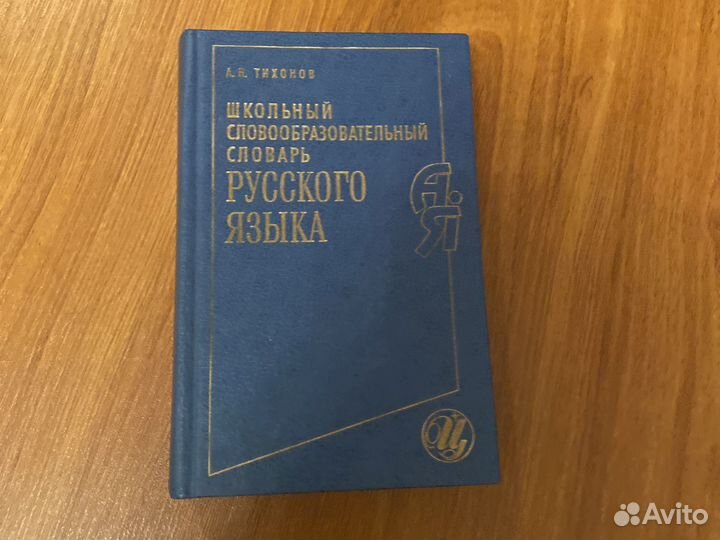 А. Н. ТИХОНОВ
ШКОЛЬНЫЙ
СЛОВООБРАЗОВАТЕЛЬНЫЙ
СЛОВАРЬ
РУССКОГО
ЯЗЫКА
А.
Я
Avito